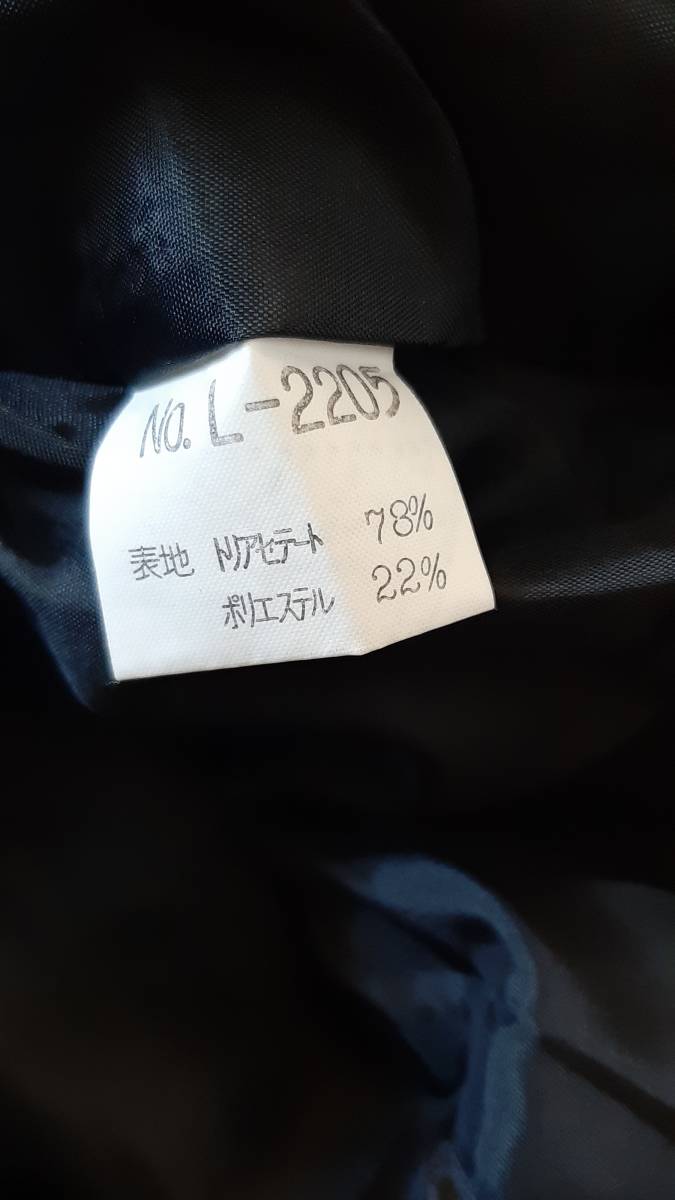 No. L-2205
表地 トリアセテート 78%
ポリエステル 22%